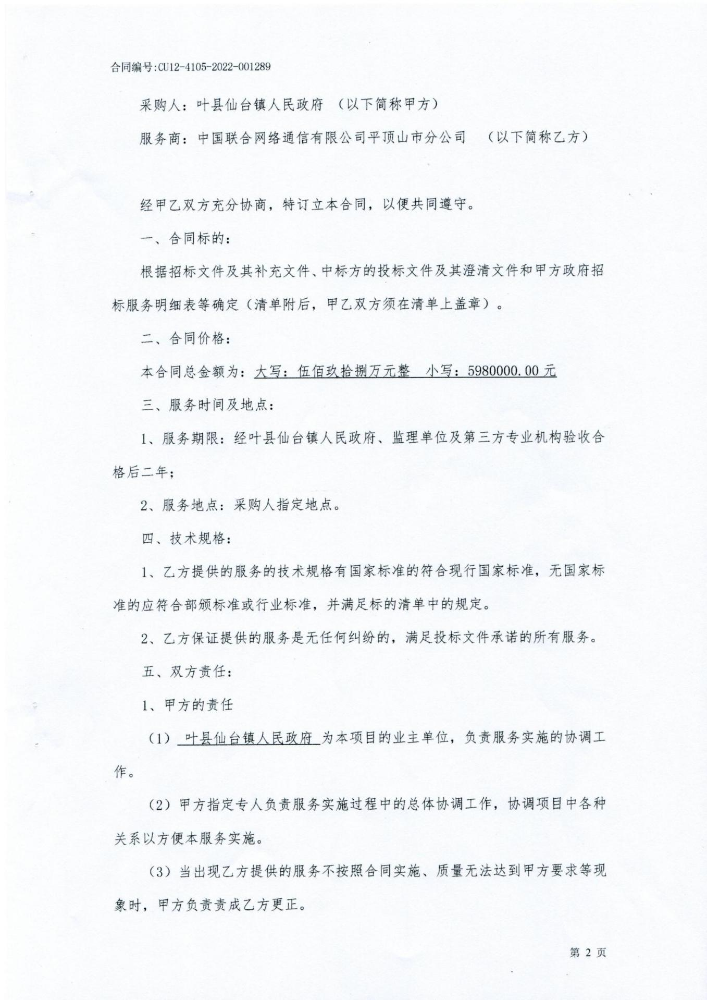 合同编号:CU12-4105-2022-001289
采购人：叶县仙台镇人民政府 （以下简称甲方）
服务商：中国联合网络通信有限公司平顶山市分公司 （以下简称乙方）
经甲乙双方充分协商，特订立本合同，以便共同遵守。
一、合同标的：
根据招标文件及其补充文件、中标方的投标文件及其澄清文件和甲方政府招
标服务明细表等确定（清单附后，甲乙双方须在清单上盖章）。
二、合同价格：
本合同总金额为：大写：伍佰玖拾捌万元整 小写：5980000.00 元
三、服务时间及地点：
1、服务期限：经叶县仙台镇人民政府、监理单位及第三方专业机构验收合
格后二年；
2、服务地点：采购人指定地点。
四、技术规格：
1、乙方提供的服务的技术规格有国家标准的符合现行国家标准，无国家标
准的应符合部颁标准或行业标准，并满足标的清单中的规定。
2、乙方保证提供的服务是无任何纠纷的，满足投标文件承诺的所有服务。
五、双方责任：
1、甲方的责任
（1） 叶县仙台镇人民政府 为本项目的业主单位，负责服务实施的协调工
作。
（2）甲方指定专人负责服务实施过程中的总体协调工作，协调项目中各种
关系以方便本服务实施。
（3）当出现乙方提供的服务不按照合同实施、质量无法达到甲方要求等现
象时，甲方负责责成乙方更正。
第 2 页